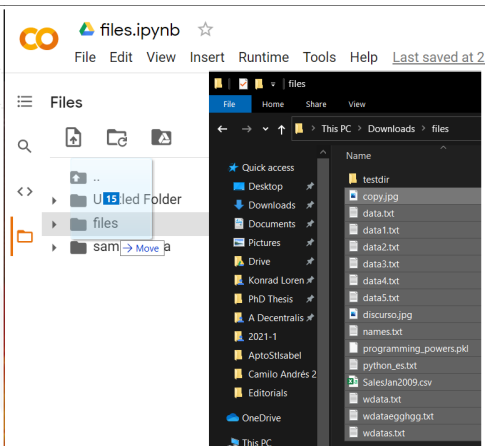 files.ipynb
File Edit View Insert Runtime Tools Help Last saved at 2
Files
..
15
files
→ Move
files
File Home Share View
This PC > Downloads > files
Name
Quick access
Desktop
Downloads
Documents
Pictures
Drive
Konrad Loren
PhD Thesis
A Decentralis
2021-1
AptoStIsabel
Camilo Andrés 2
Editorials
OneDrive
This PC
testdir
copy.jpg
data.txt
data1.txt
data2.txt
data3.txt
data4.txt
data5.txt
discurso.jpg
names.txt
programming_powers.pkl
python_es.txt
SalesJan2009.csv
wdata.txt
wdataegghgg.txt
wdatas.txt